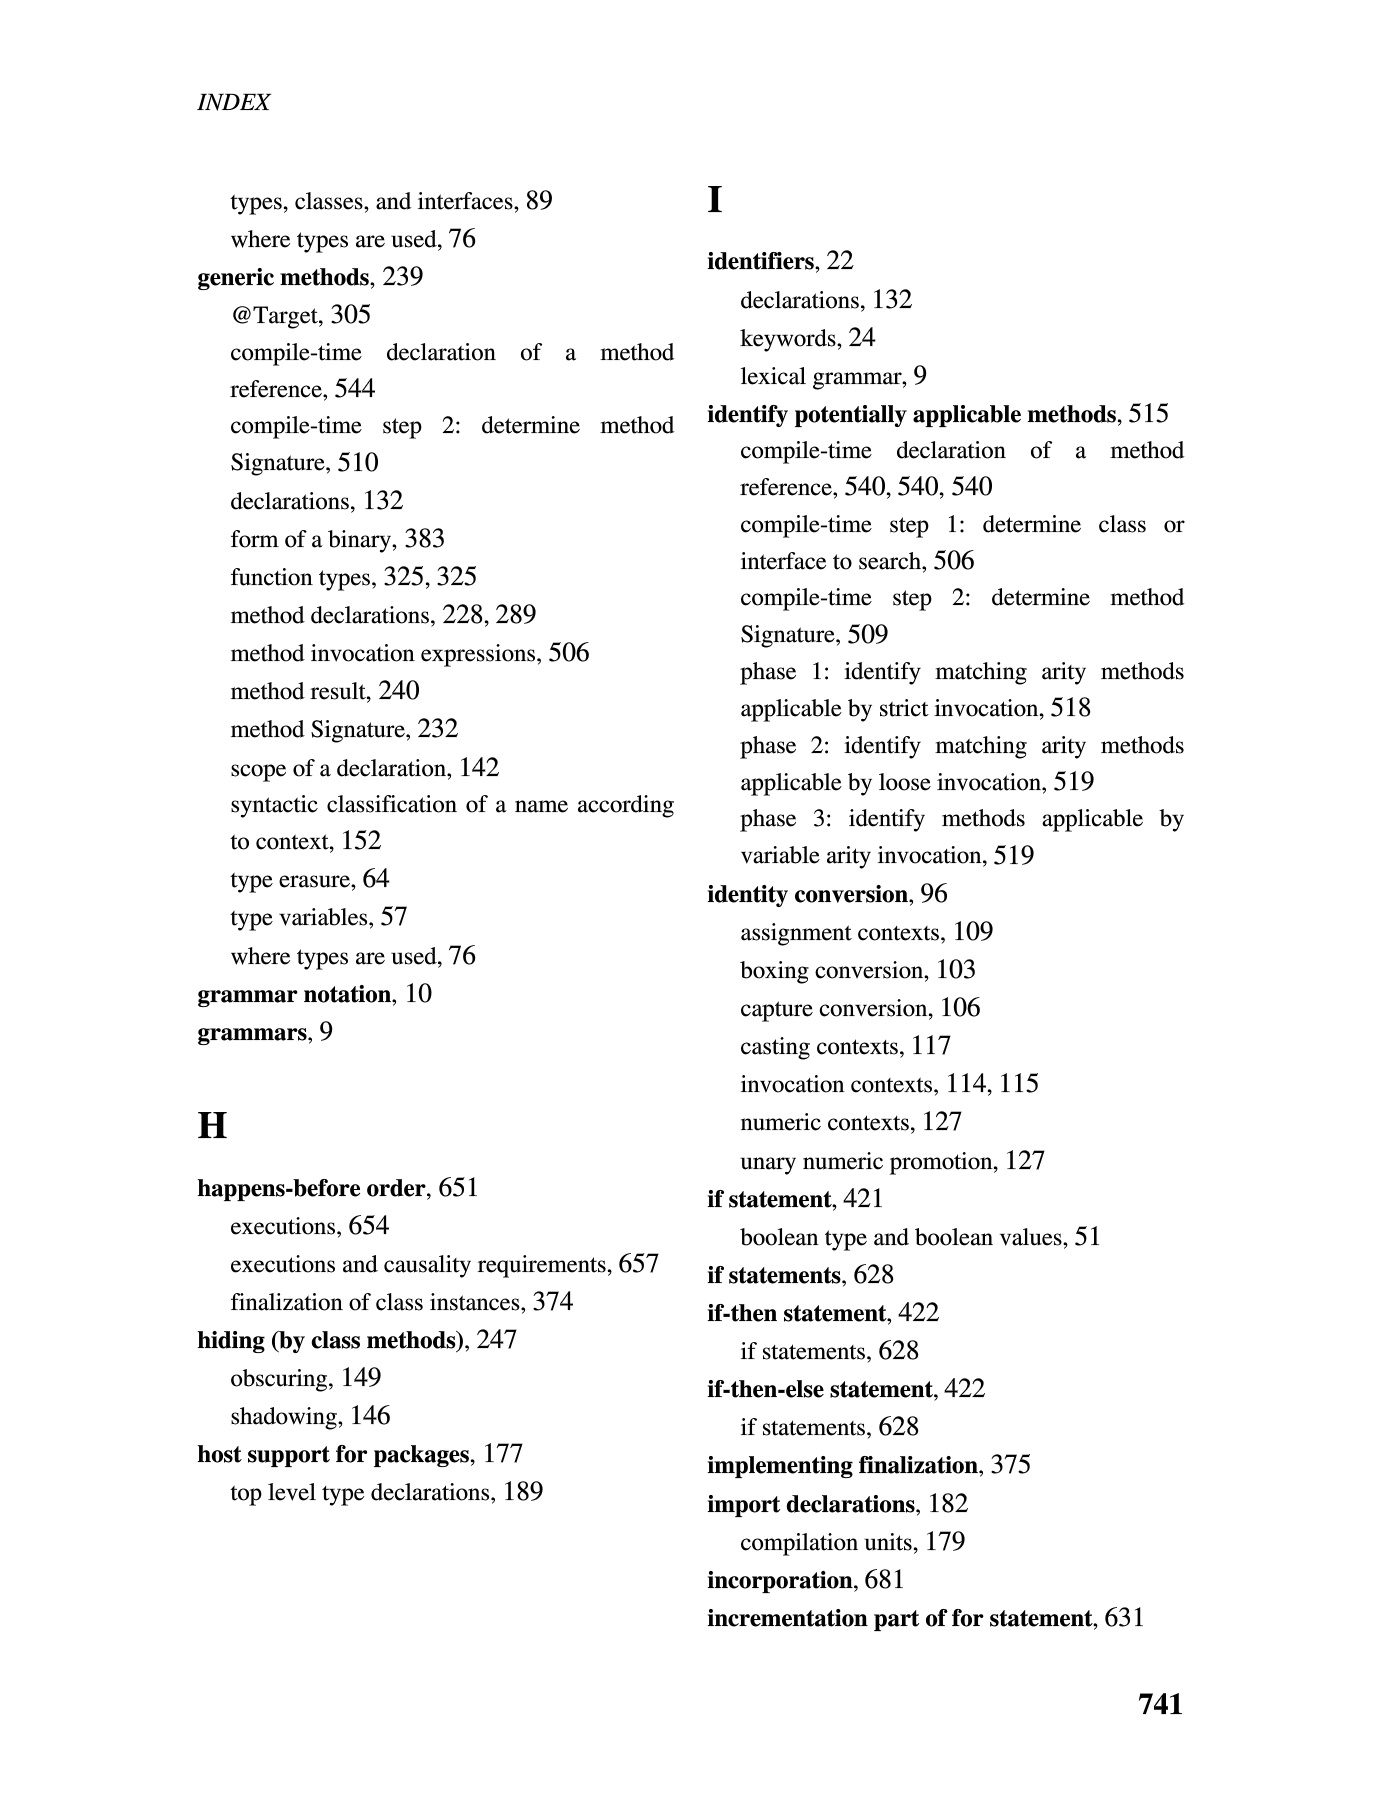 INDEX
types, classes, and interfaces, 89
where types are used, 76
generic methods, 239
@Target, 305
compile-time declaration of a method
reference, 544
compile-time step 2: determine method
Signature, 510
declarations, 132
form of a binary, 383
function types, 325, 325
method declarations, 228, 289
method invocation expressions, 506
method result, 240
method Signature, 232
scope of a declaration, 142
syntactic classification of a name according
to context, 152
type erasure, 64
type variables, 57
where types are used, 76
grammar notation, 10
grammars, 9
H
happens-before order, 651
executions, 654
executions and causality requirements, 657
finalization of class instances, 374
hiding (by class methods), 247
obscuring, 149
shadowing, 146
host support for packages, 177
top level type declarations, 189
I
identifiers, 22
declarations, 132
keywords, 24
lexical grammar, 9
identify potentially applicable methods, 515
compile-time declaration of a method
reference, 540, 540, 540
compile-time step 1: determine class or
interface to search, 506
compile-time step 2: determine method
Signature, 509
phase 1: identify matching arity methods
applicable by strict invocation, 518
phase 2: identify matching arity methods
applicable by loose invocation, 519
phase 3: identify methods applicable by
variable arity invocation, 519
identity conversion, 96
assignment contexts, 109
boxing conversion, 103
capture conversion, 106
casting contexts, 117
invocation contexts, 114, 115
numeric contexts, 127
unary numeric promotion, 127
if statement, 421
boolean type and boolean values, 51
if statements, 628
if-then statement, 422
if statements, 628
if-then-else statement, 422
if statements, 628
implementing finalization, 375
import declarations, 182
compilation units, 179
incorporation, 681
incrementation part of for statement, 631
741